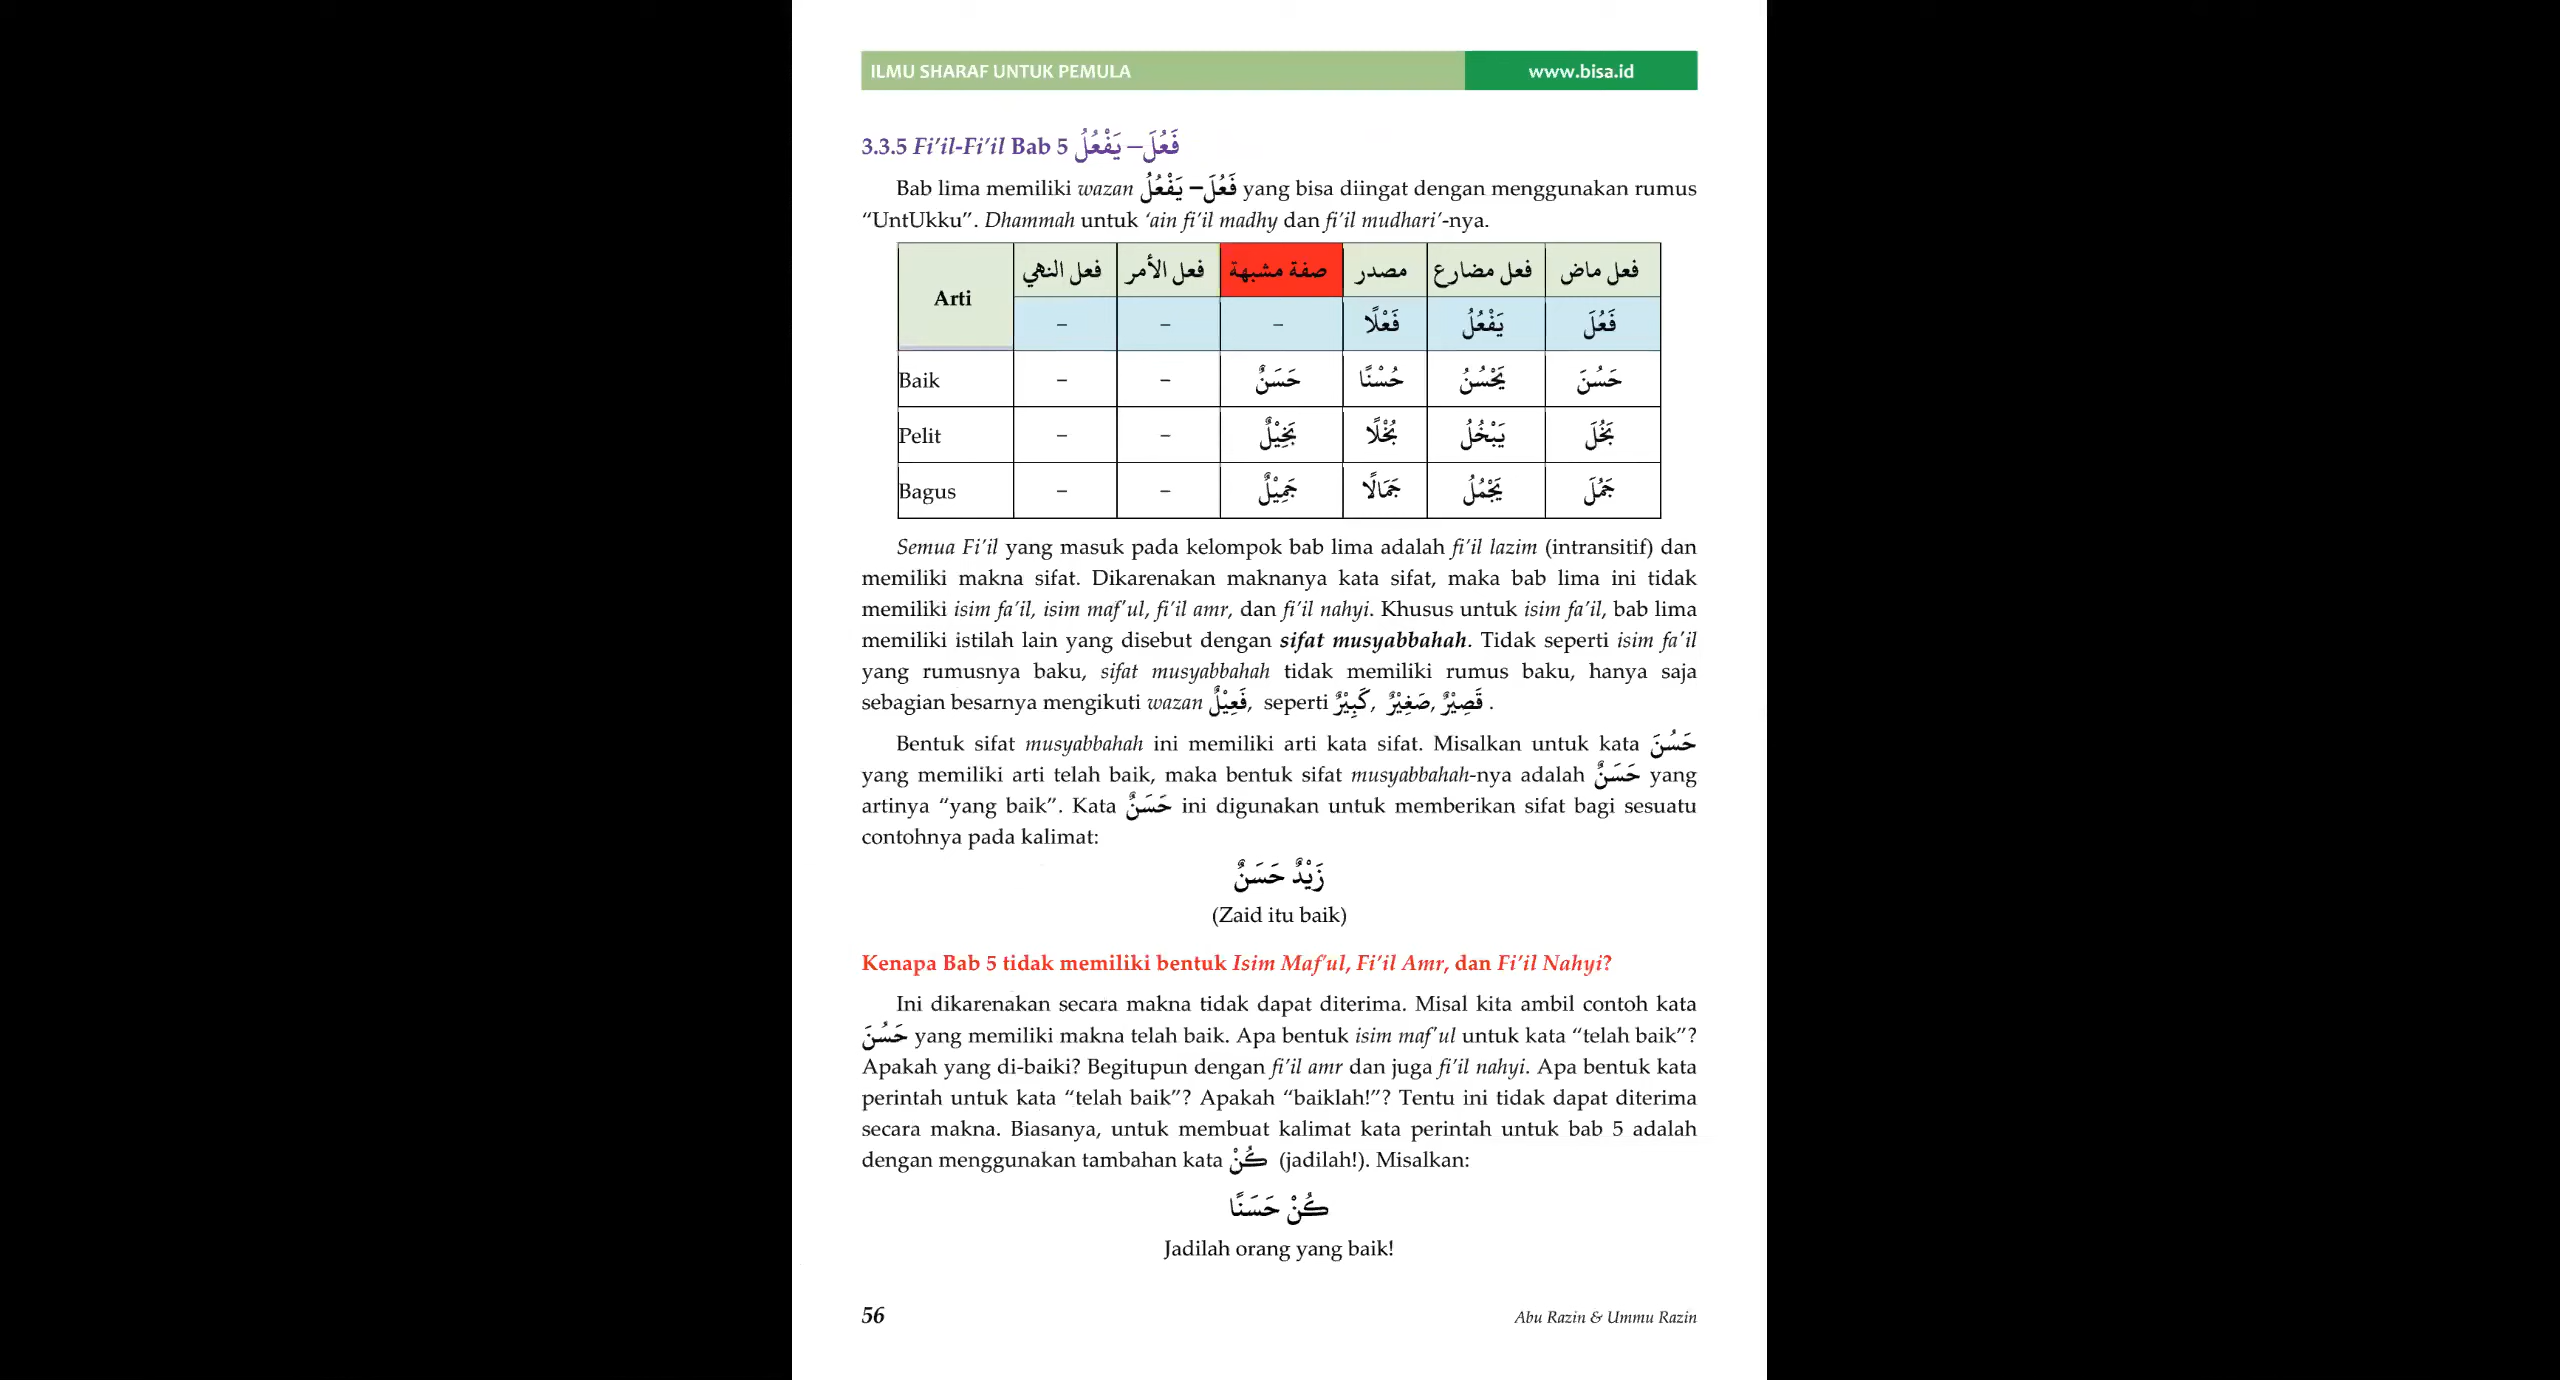 ILMU SHARAF UNTUK PEMULA www.bisa.id
3.3.5 Fi’il-Fi’il Bab 5 فَعُلَ – يَفْعُلُ
Bab lima memiliki wazan فَعُلَ – يَفْعُلُ yang bisa diingat dengan menggunakan rumus
“UntUkku”. Dhammah untuk ‘ain fi’il madhy dan fi’il mudhari’-nya.
Arti فعل النهي فعل الأمر صفة مشبهة مصدر فعل مضارع فعل ماض
– – – فَعْلًا يَفْعُلُ فَعُلَ
Baik – – حَسَنٌ حُسْنًا يَحْسُنُ حَسُنَ
Pelit – – بَخِيْلٌ بُخْلًا يَبْخُلُ بَخُلَ
Bagus – – جَمِيْلٌ جَمَالًا يَجْمُلُ جَمُلَ
Semua Fi’il yang masuk pada kelompok bab lima adalah fi’il lazim (intransitif) dan
memiliki makna sifat. Dikarenakan maknanya kata sifat, maka bab lima ini tidak
memiliki isim fa’il, isim maf’ul, fi’il amr, dan fi’il nahyi. Khusus untuk isim fa’il, bab lima
memiliki istilah lain yang disebut dengan sifat musyabbahah. Tidak seperti isim fa’il
yang rumusnya baku, sifat musyabbahah tidak memiliki rumus baku, hanya saja
sebagian besarnya mengikuti wazan فَعِيْلٌ, seperti كَبِيْرٌ, صَغِيْرٌ, قَصِيْرٌ .
Bentuk sifat musyabbahah ini memiliki arti kata sifat. Misalkan untuk kata حَسُنَ
yang memiliki arti telah baik, maka bentuk sifat musyabbahah-nya adalah حَسَنٌ yang
artinya “yang baik”. Kata حَسَنٌ ini digunakan untuk memberikan sifat bagi sesuatu
contohnya pada kalimat:
زَيْدٌ حَسَنٌ
(Zaid itu baik)
Kenapa Bab 5 tidak memiliki bentuk Isim Maf’ul, Fi’il Amr, dan Fi’il Nahyi?
Ini dikarenakan secara makna tidak dapat diterima. Misal kita ambil contoh kata
حَسُنَ yang memiliki makna telah baik. Apa bentuk isim maf’ul untuk kata “telah baik”?
Apakah yang di-baiki? Begitupun dengan fi’il amr dan juga fi’il nahyi. Apa bentuk kata
perintah untuk kata “telah baik”? Apakah “baiklah!”? Tentu ini tidak dapat diterima
secara makna. Biasanya, untuk membuat kalimat kata perintah untuk bab 5 adalah
dengan menggunakan tambahan kata كُنْ (jadilah!). Misalkan:
كُنْ حَسَنًا
Jadilah orang yang baik!
56 Abu Razin & Ummu Razin